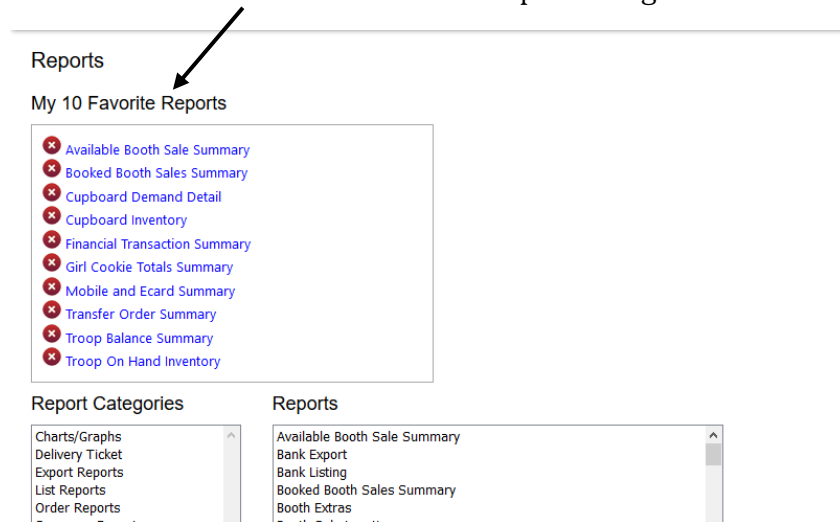 Reports
My 10 Favorite Reports
Available Booth Sale Summary
Booked Booth Sales Summary
Cupboard Demand Detail
Cupboard Inventory
Financial Transaction Summary
Girl Cookie Totals Summary
Mobile and Ecard Summary
Transfer Order Summary
Troop Balance Summary
Troop On Hand Inventory
Report Categories
Charts/Graphs
Delivery Ticket
Export Reports
List Reports
Order Reports
Reports
Available Booth Sale Summary
Bank Export
Bank Listing
Booked Booth Sales Summary
Booth Extras